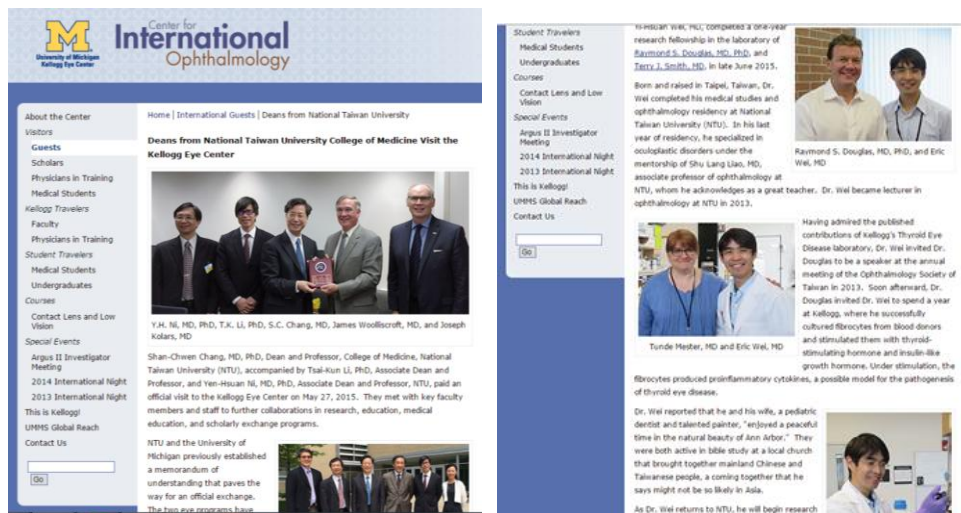 M
University of Michigan
Kellogg Eye Center
Center for
International
Ophthalmology
About the Center
Visitors
Guests
Scholars
Physicians in Training
Medical Students
Kellogg Travelers
Faculty
Physicians in Training
Student Travelers
Medical Students
Undergraduates
Courses
Contact Lens and Low
Vision
Special Events
Argus II Investigator
Meeting
2014 International Night
2013 International Night
This is Kellogg!
UMMS Global Reach
Contact Us
Go
Home | International Guests | Deans from National Taiwan University
Deans from National Taiwan University College of Medicine Visit the
Kellogg Eye Center
Y.H. Ni, MD, PhD, T.K. Li, PhD, S.C. Chang, MD, James Woolliscroft, MD, and Joseph
Kolars, MD
Shan-Chwen Chang, MD, PhD, Dean and Professor, College of Medicine, National
Taiwan University (NTU), accompanied by Tsai-Kun Li, PhD, Associate Dean and
Professor, and Yen-Hsuan Ni, MD, PhD, Associate Dean and Professor, NTU, paid an
official visit to the Kellogg Eye Center on May 27, 2015. They met with key faculty
members and staff to further collaborations in research, education, medical
education, and scholarly exchange programs.
NTU and the University of
Michigan previously established
a memorandum of
understanding that paves the
way for an official exchange.
The two eye programs have
Student Travelers
Medical Students
Undergraduates
Courses
Contact Lens and Low
Vision
Special Events
Argus II Investigator
Meeting
2014 International Night
2013 International Night
This is Kellogg!
UMMS Global Reach
Contact Us
Go
Yi-Hsuan Wei, MD, completed a one-year
research fellowship in the laboratory of
Raymond S. Douglas, MD, PhD, and
Terry J. Smith, MD, in late June 2015.
Born and raised in Taipei, Taiwan, Dr.
Wei completed his medical studies and
ophthalmology residency at National
Taiwan University (NTU). In his last
year of residency, he specialized in
oculoplastic disorders under the
mentorship of Shu Lang Liao, MD,
associate professor of ophthalmology at
NTU, whom he acknowledges as a great teacher. Dr. Wei became lecturer in
ophthalmology at NTU in 2013.
Raymond S. Douglas, MD, PhD, and Eric
Wei, MD
Having admired the published
contributions of Kellogg's Thyroid Eye
Disease laboratory, Dr. Wei invited Dr.
Douglas to be a speaker at the annual
meeting of the Ophthalmology Society of
Taiwan in 2013. Soon afterward, Dr.
Douglas invited Dr. Wei to spend a year
at Kellogg, where he successfully
cultured fibrocytes from blood donors
and stimulated them with thyroid-
stimulating hormone and insulin-like
growth hormone. Under stimulation, the
fibrocytes produced proinflammatory cytokines, a possible model for the pathogenesis
of thyroid eye disease.
Tunde Mester, MD and Eric Wei, MD
Dr. Wei reported that he and his wife, a pediatric
dentist and talented painter, "enjoyed a peaceful
time in the natural beauty of Ann Arbor." They
were both active in bible study at a local church
that brought together mainland Chinese and
Taiwanese people, a coming together that he
says might not be so likely in Asia.
As Dr. Wei returns to NTU, he will begin research